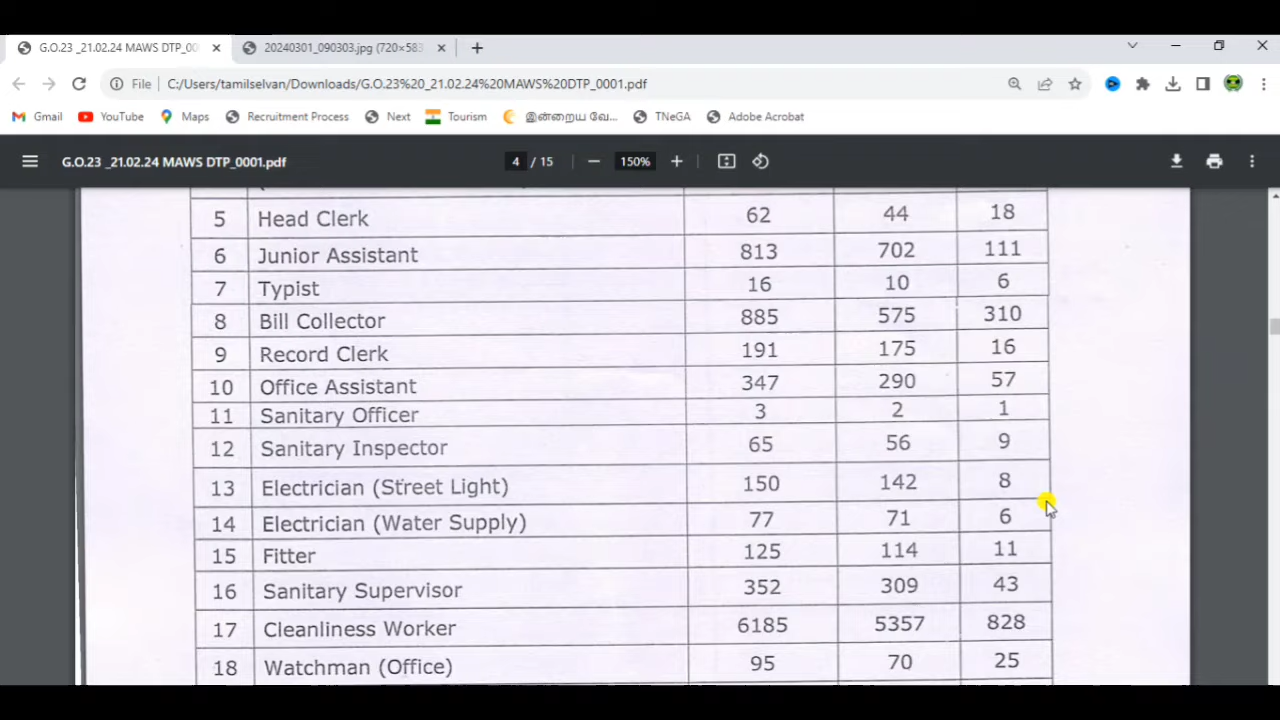 G.O.23 _21.02.24 MAWS DTP_00
20240301_090303.jpg (720×583
File C:/Users/tamilselvan/Downloads/G.O.23%20_21.02.24%20MAWS%20DTP_0001.pdf
Gmail YouTube Maps Recruitment Process Next Tourism இன்றைய வே... TNeGA Adobe Acrobat
G.O.23 _21.02.24 MAWS DTP_0001.pdf 4 / 15 150%
5 Head Clerk 62 44 18
6 Junior Assistant 813 702 111
7 Typist 16 10 6
8 Bill Collector 885 575 310
9 Record Clerk 191 175 16
10 Office Assistant 347 290 57
11 Sanitary Officer 3 2 1
12 Sanitary Inspector 65 56 9
13 Electrician (Street Light) 150 142 8
14 Electrician (Water Supply) 77 71 6
15 Fitter 125 114 11
16 Sanitary Supervisor 352 309 43
17 Cleanliness Worker 6185 5357 828
18 Watchman (Office) 95 70 25